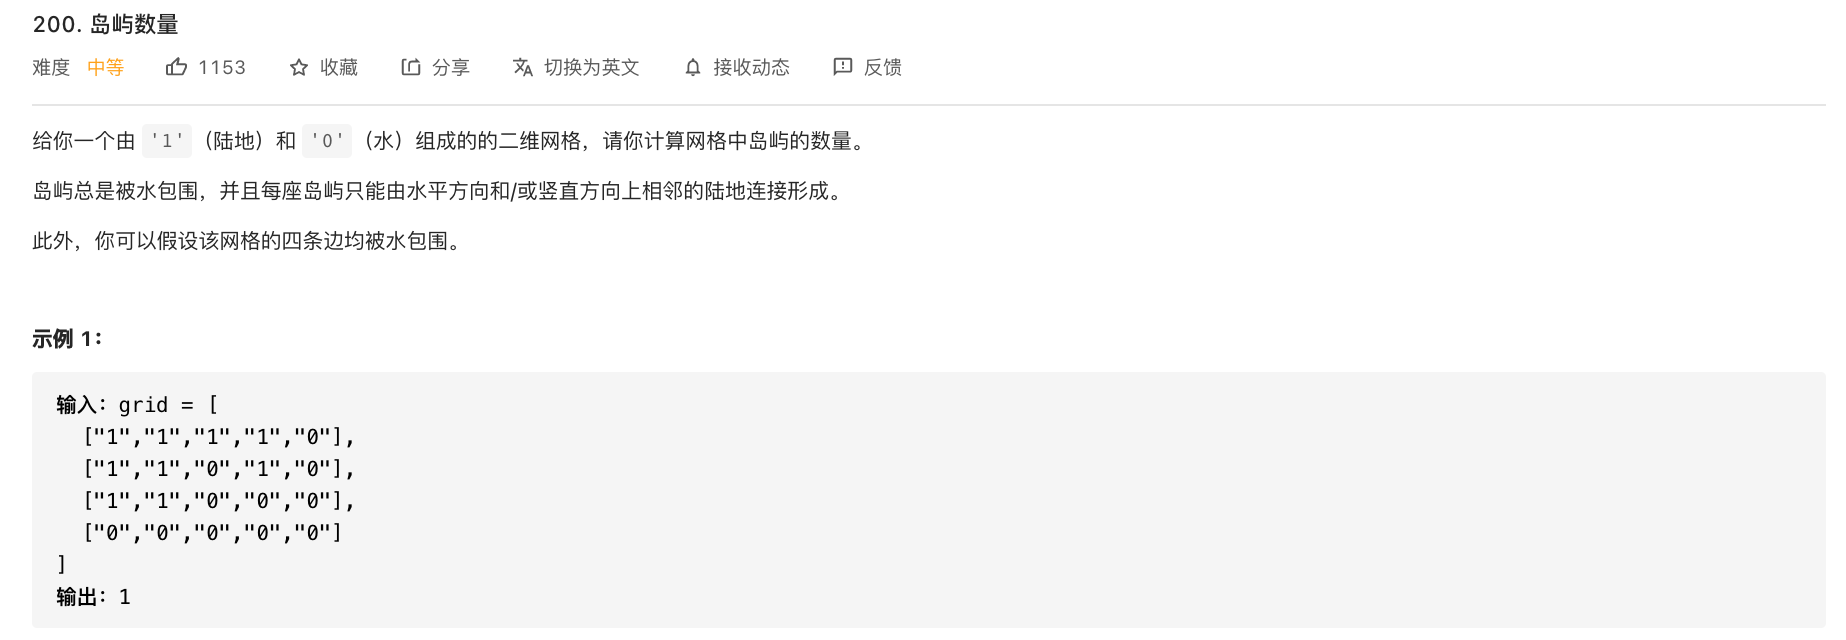 200. 岛屿数量
难度 中等 1153 收藏 分享 切换为英文 接收动态 反馈
给你一个由 '1' （陆地）和 '0' （水）组成的的二维网格，请你计算网格中岛屿的数量。
岛屿总是被水包围，并且每座岛屿只能由水平方向和/或竖直方向上相邻的陆地连接形成。
此外，你可以假设该网格的四条边均被水包围。
示例 1：
输入：grid = [
["1","1","1","1","0"],
["1","1","0","1","0"],
["1","1","0","0","0"],
["0","0","0","0","0"]
]
输出：1